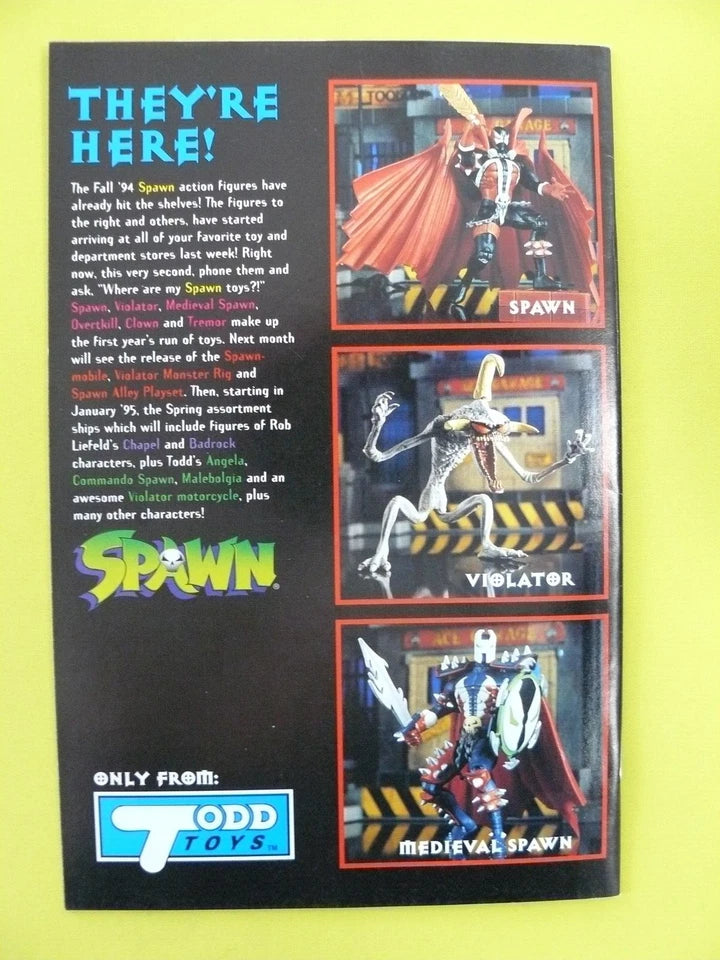 THEY'RE
HERE!
The Fall '94 Spawn action figures have
already hit the shelves! The figures to
the right and others, have started
arriving at all of your favorite toy and
department stores last week! Right
now, this very second, phone them and
ask, "Where are my Spawn toys?!"
Spawn, Violator, Medieval Spawn,
Overtkill, Clown and Tremor make up
the first year's run of toys. Next month
will see the release of the Spawn-
mobile, Violator Monster Rig and
Spawn Alley Playset. Then, starting in
January '95, the Spring assortment
ships which will include figures of Rob
Liefeld's Chapel and Badrock
characters, plus Todd's Angela,
Commando Spawn, Malebolgia and an
awesome Violator motorcycle, plus
many other characters!
SPAWN®
ONLY FROM:
TODD
TOYS™
SPAWN
VIOLATOR
ACE
MEDIEVAL SPAWN